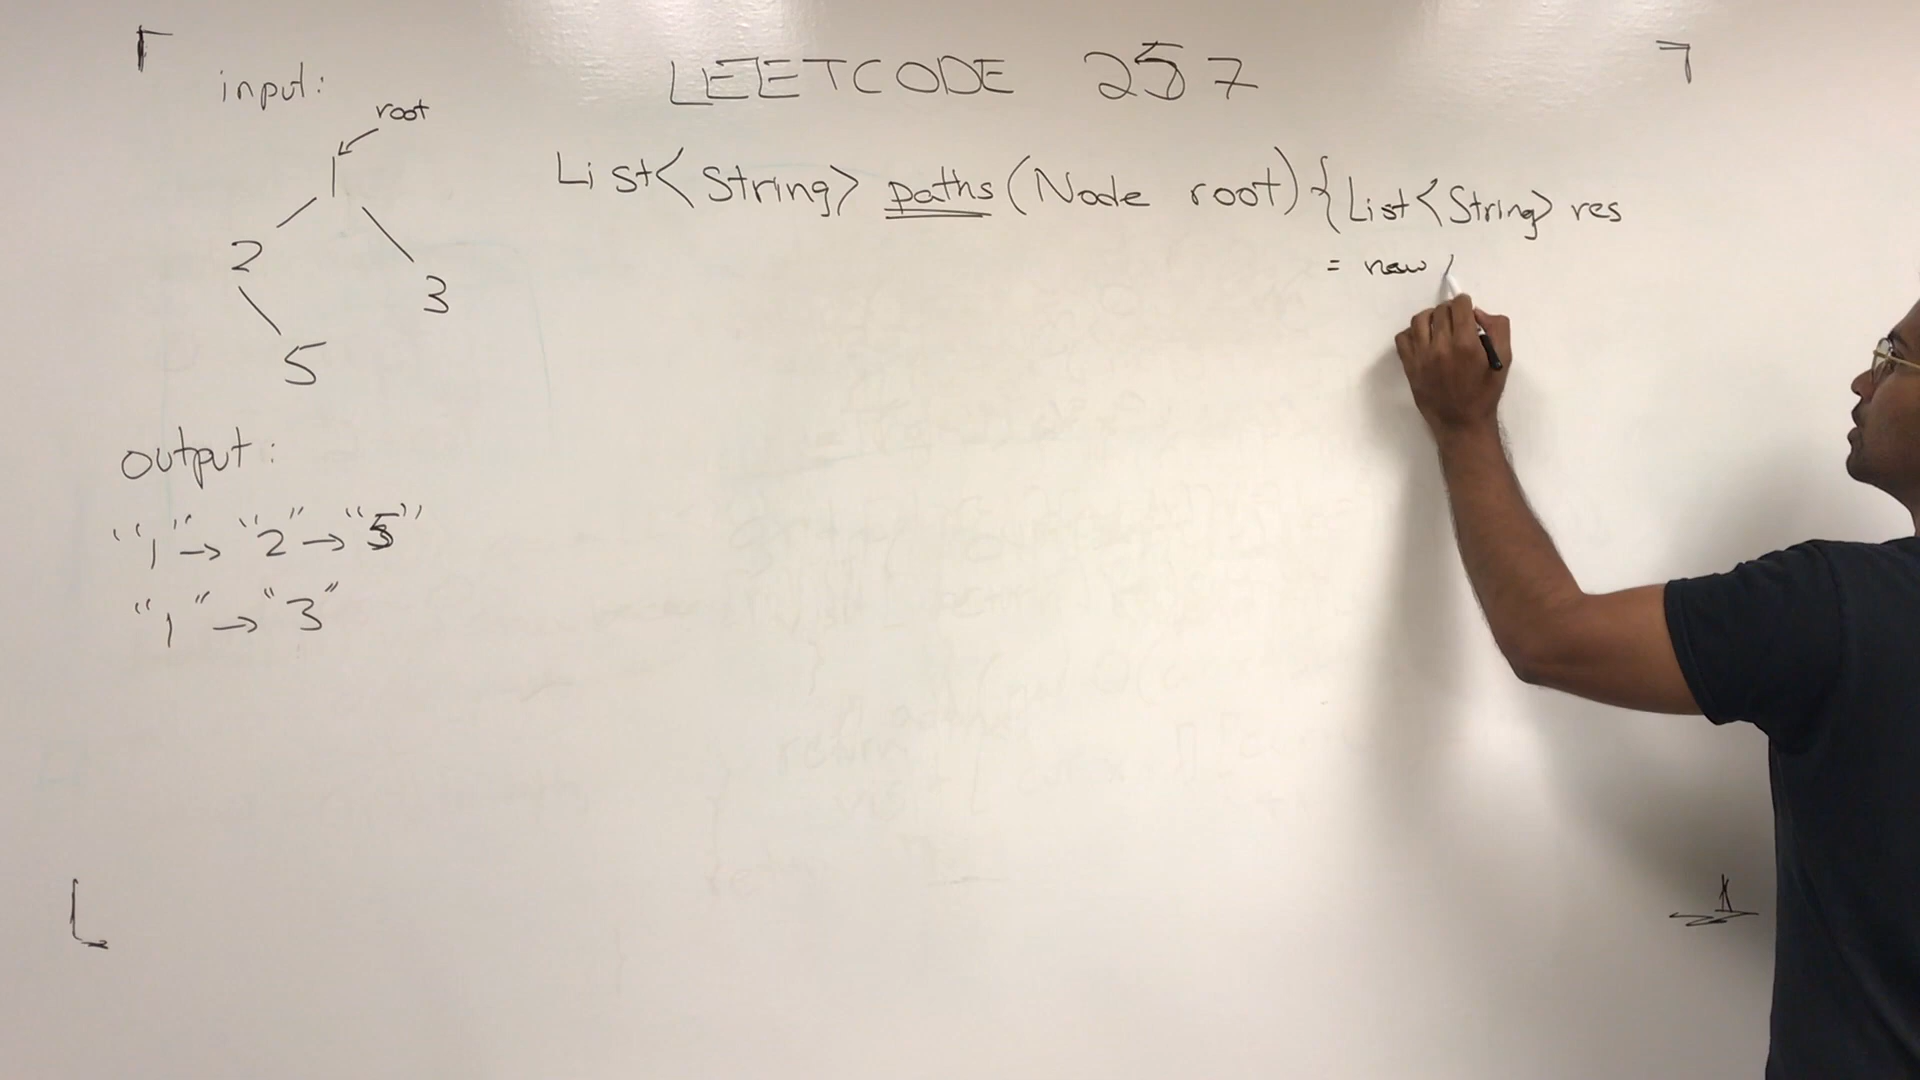 LEETCODE 257
input:
root
1
2
3
5
output:
"1" → "2" → "5"
"1" → "3"
List<String> paths(Node root){List<String> res
= new